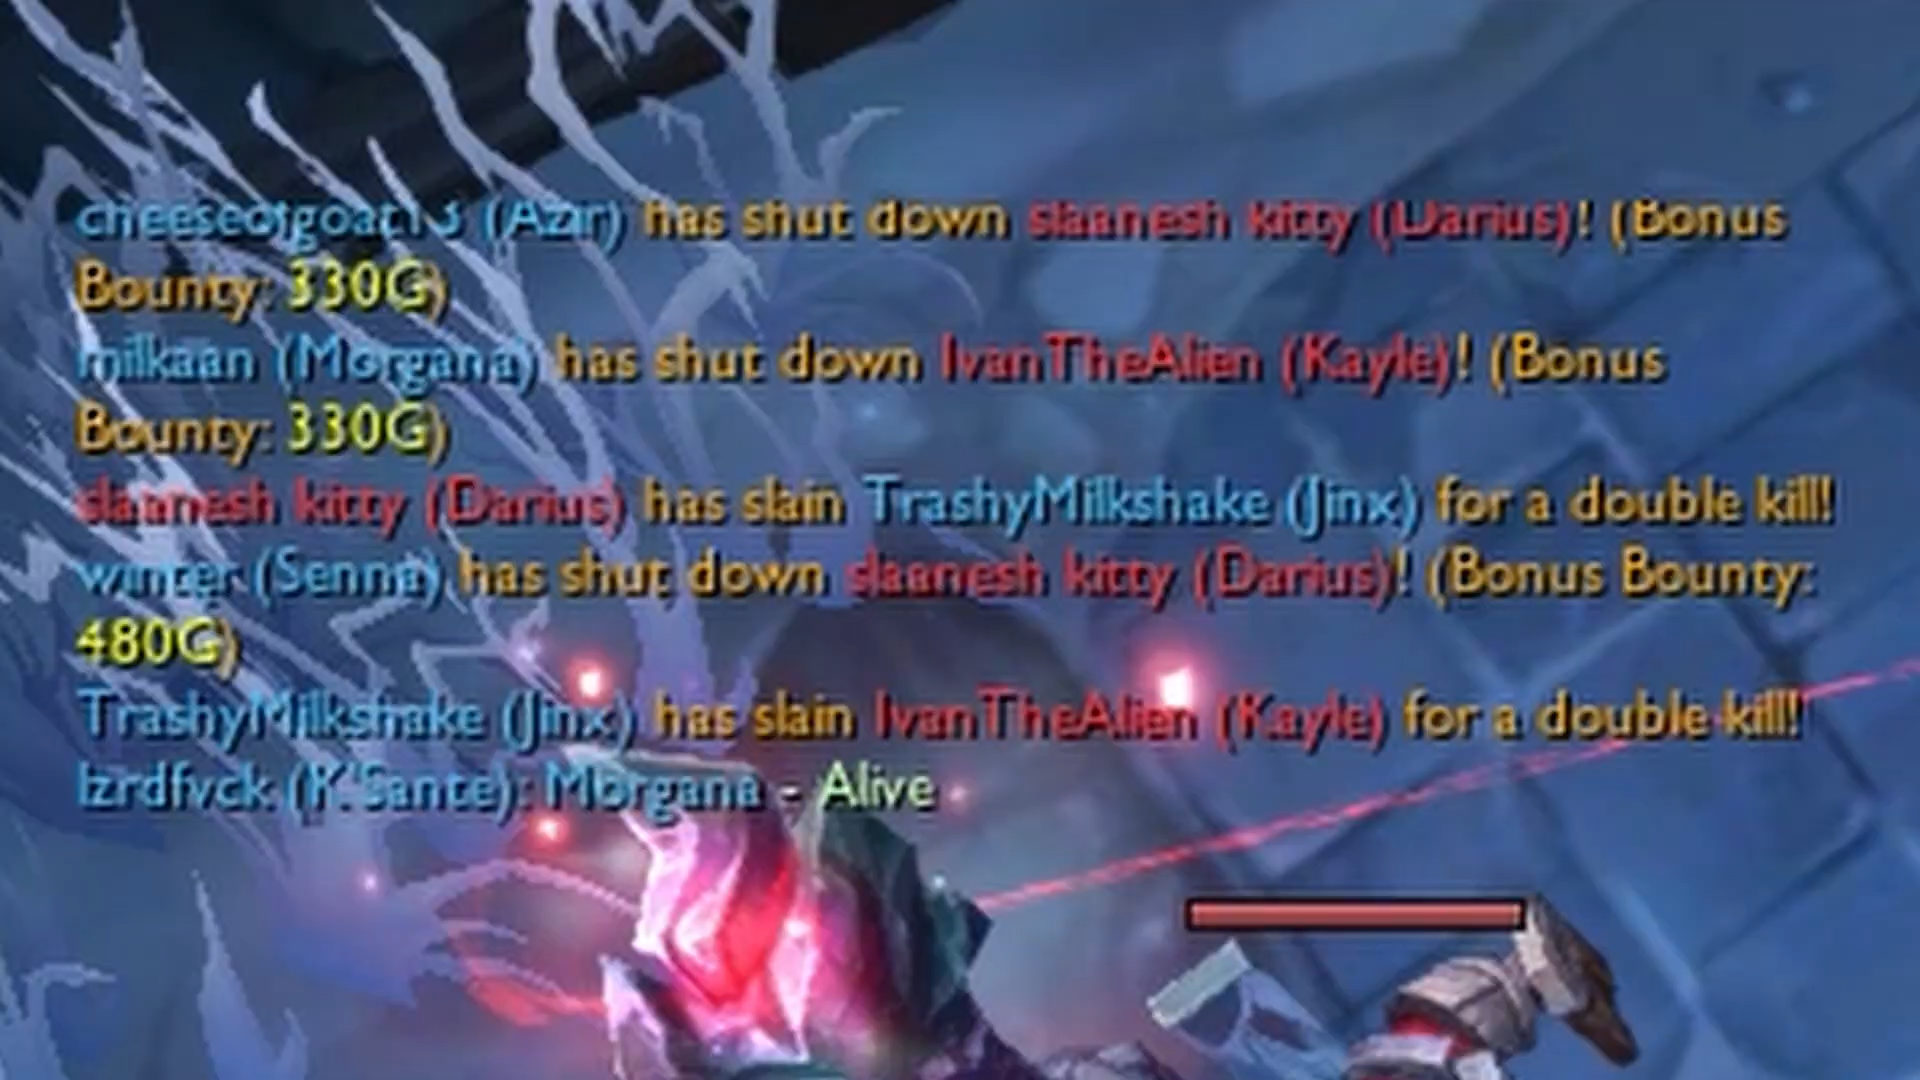 cheeseofgoat13 (Azir) has shut down slaanesh kitty (Darius)! (Bonus
Bounty: 330G)
milkaan (Morgana) has shut down IvanTheAlien (Kayle)! (Bonus
Bounty: 330G)
slaanesh kitty (Darius) has slain TrashyMilkshake (Jinx) for a double kill!
winter (Senna) has shut down slaanesh kitty (Darius)! (Bonus Bounty:
480G)
TrashyMilkshake (Jinx) has slain IvanTheAlien (Kayle) for a double kill!
lzrdfvck (K'Sante): Morgana - Alive